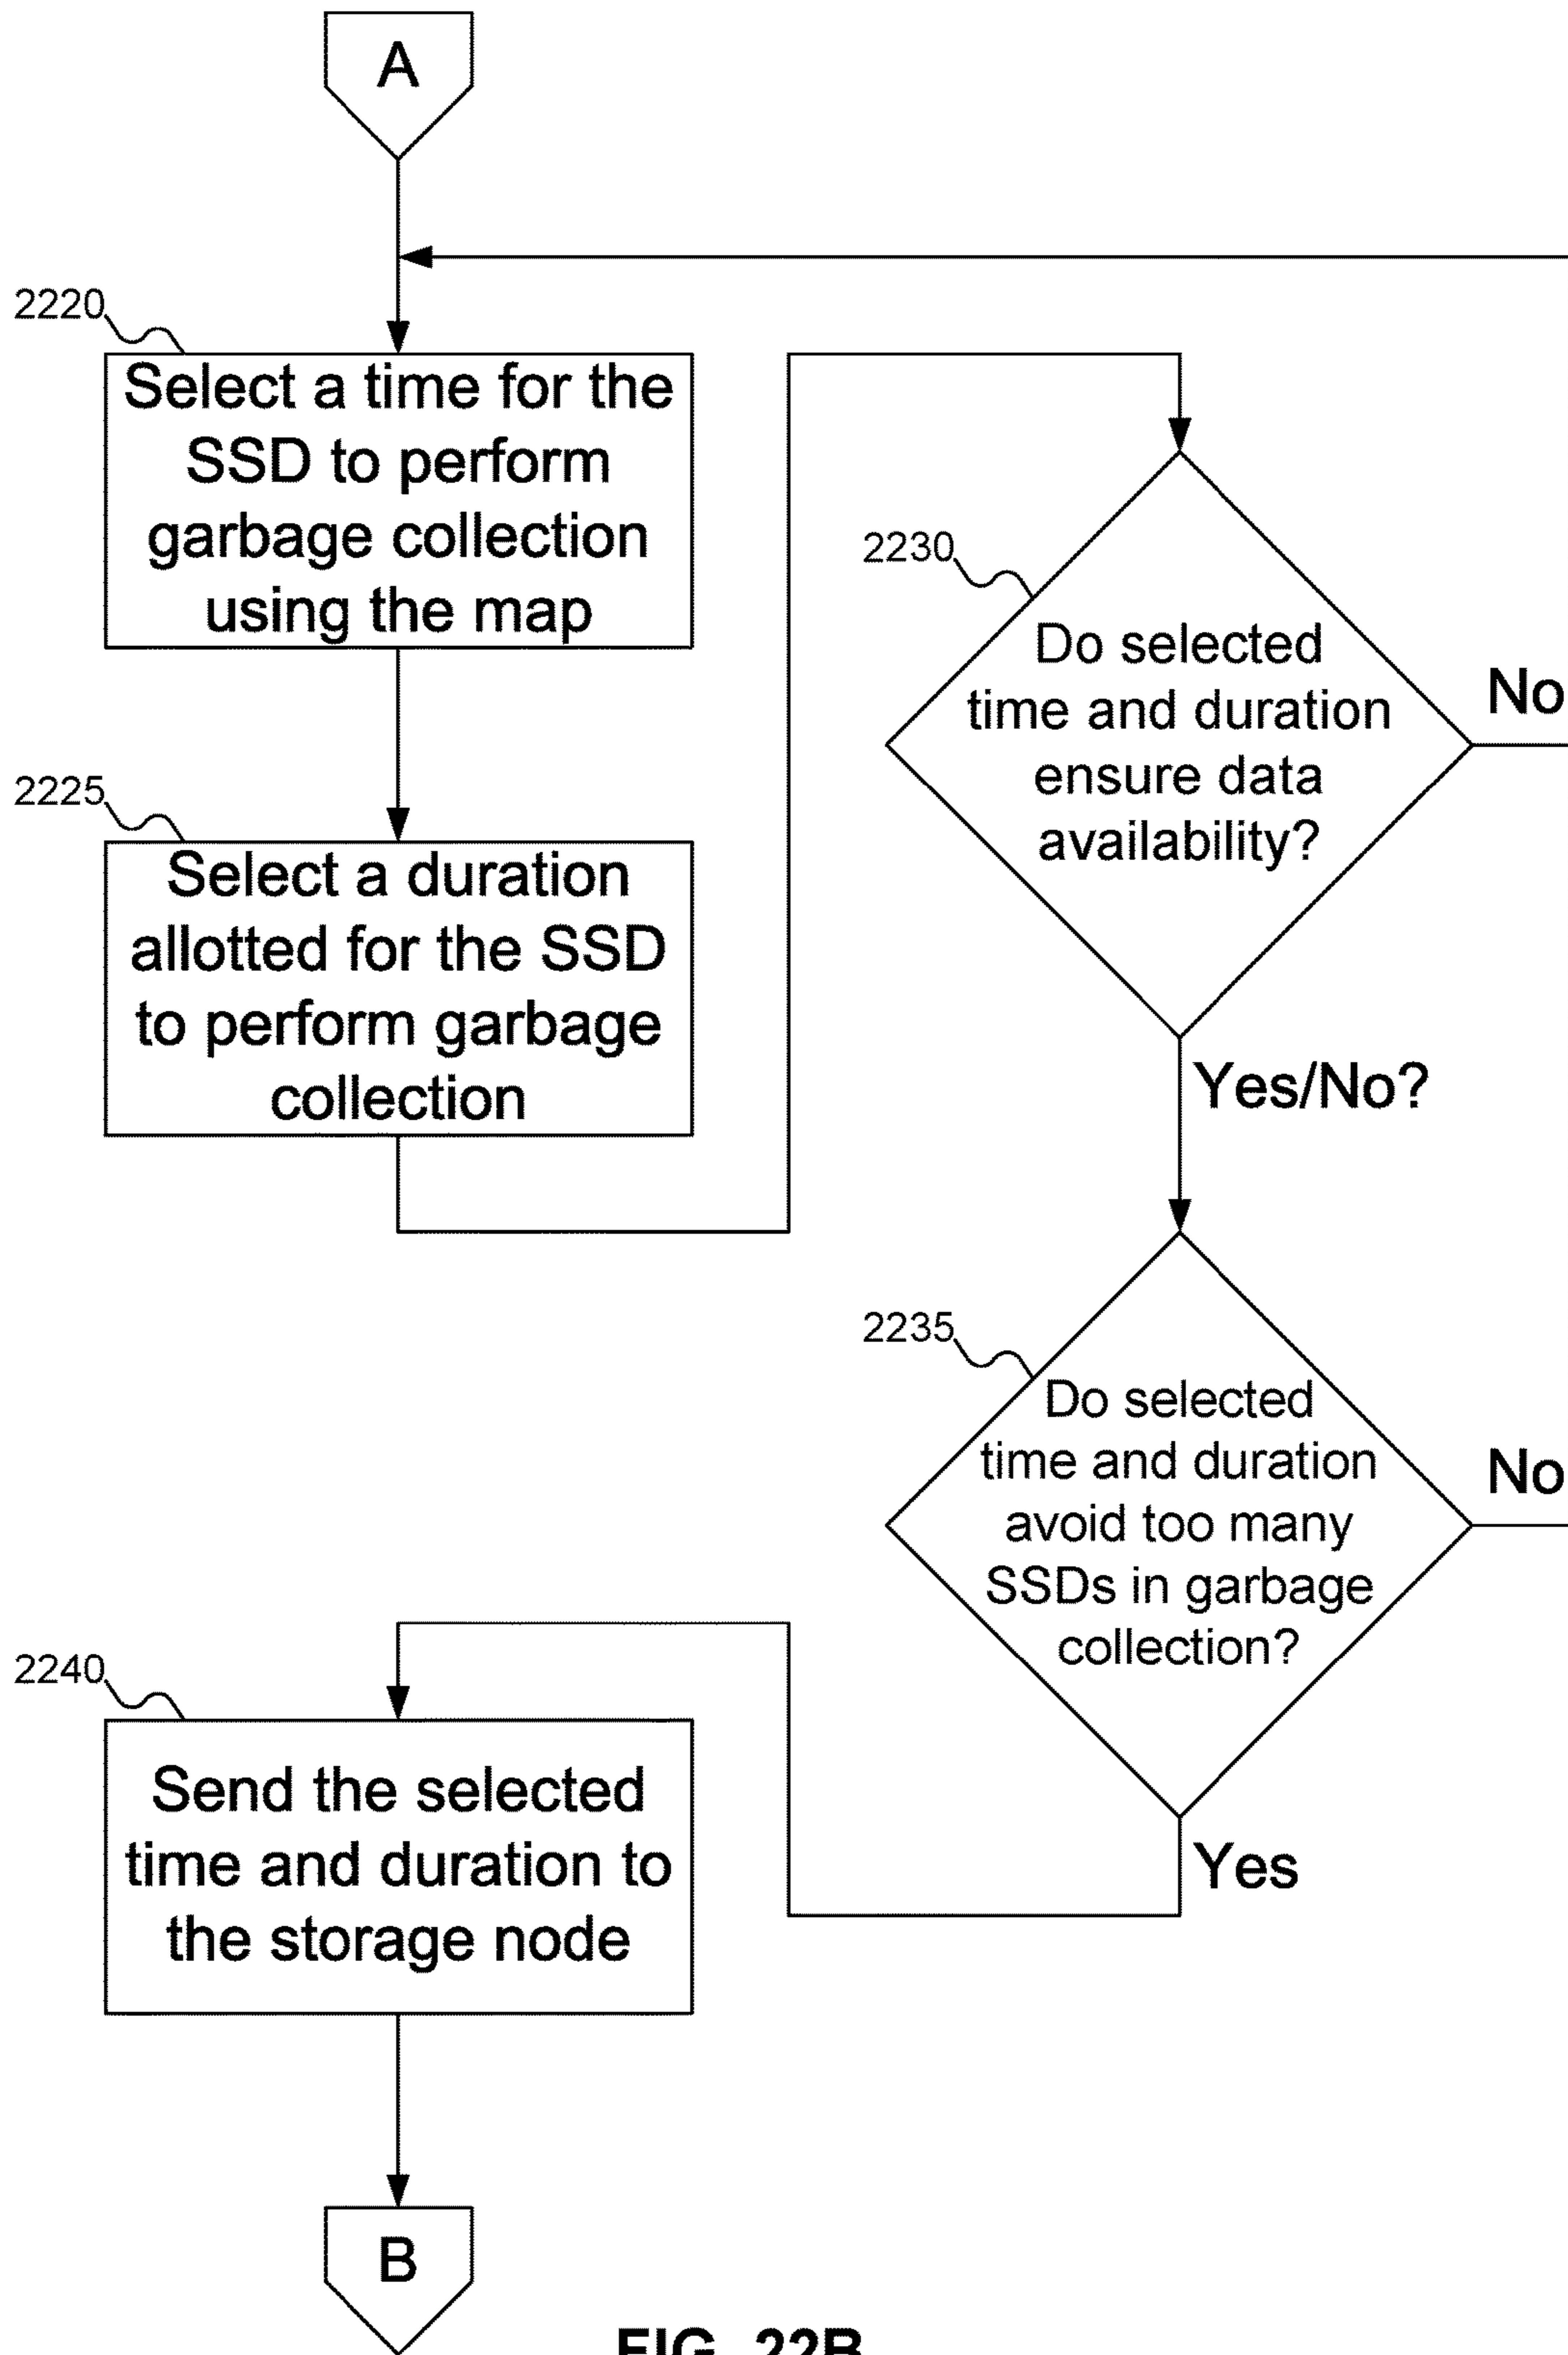 A
2220
Select a time for the
SSD to perform
garbage collection
using the map
2225
Select a duration
allotted for the SSD
to perform garbage
collection
2230
Do selected
time and duration
ensure data
availability?
No
Yes/No?
2235
Do selected
time and duration
avoid too many
SSDs in garbage
collection?
No
Yes
2240
Send the selected
time and duration to
the storage node
B
FIG. 22B